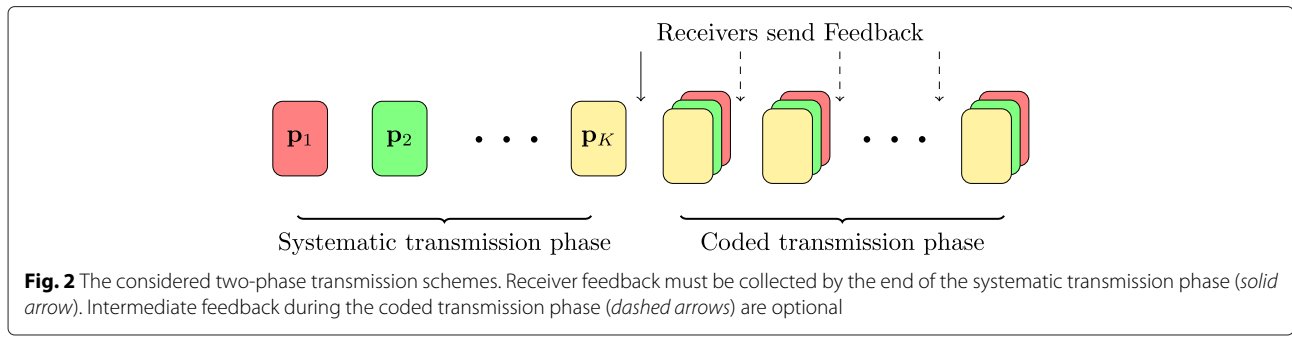 Receivers send Feedback
p1 p2 · · · pK · · ·
Systematic transmission phase Coded transmission phase
Fig. 2 The considered two-phase transmission schemes. Receiver feedback must be collected by the end of the systematic transmission phase (solid
arrow). Intermediate feedback during the coded transmission phase (dashed arrows) are optional